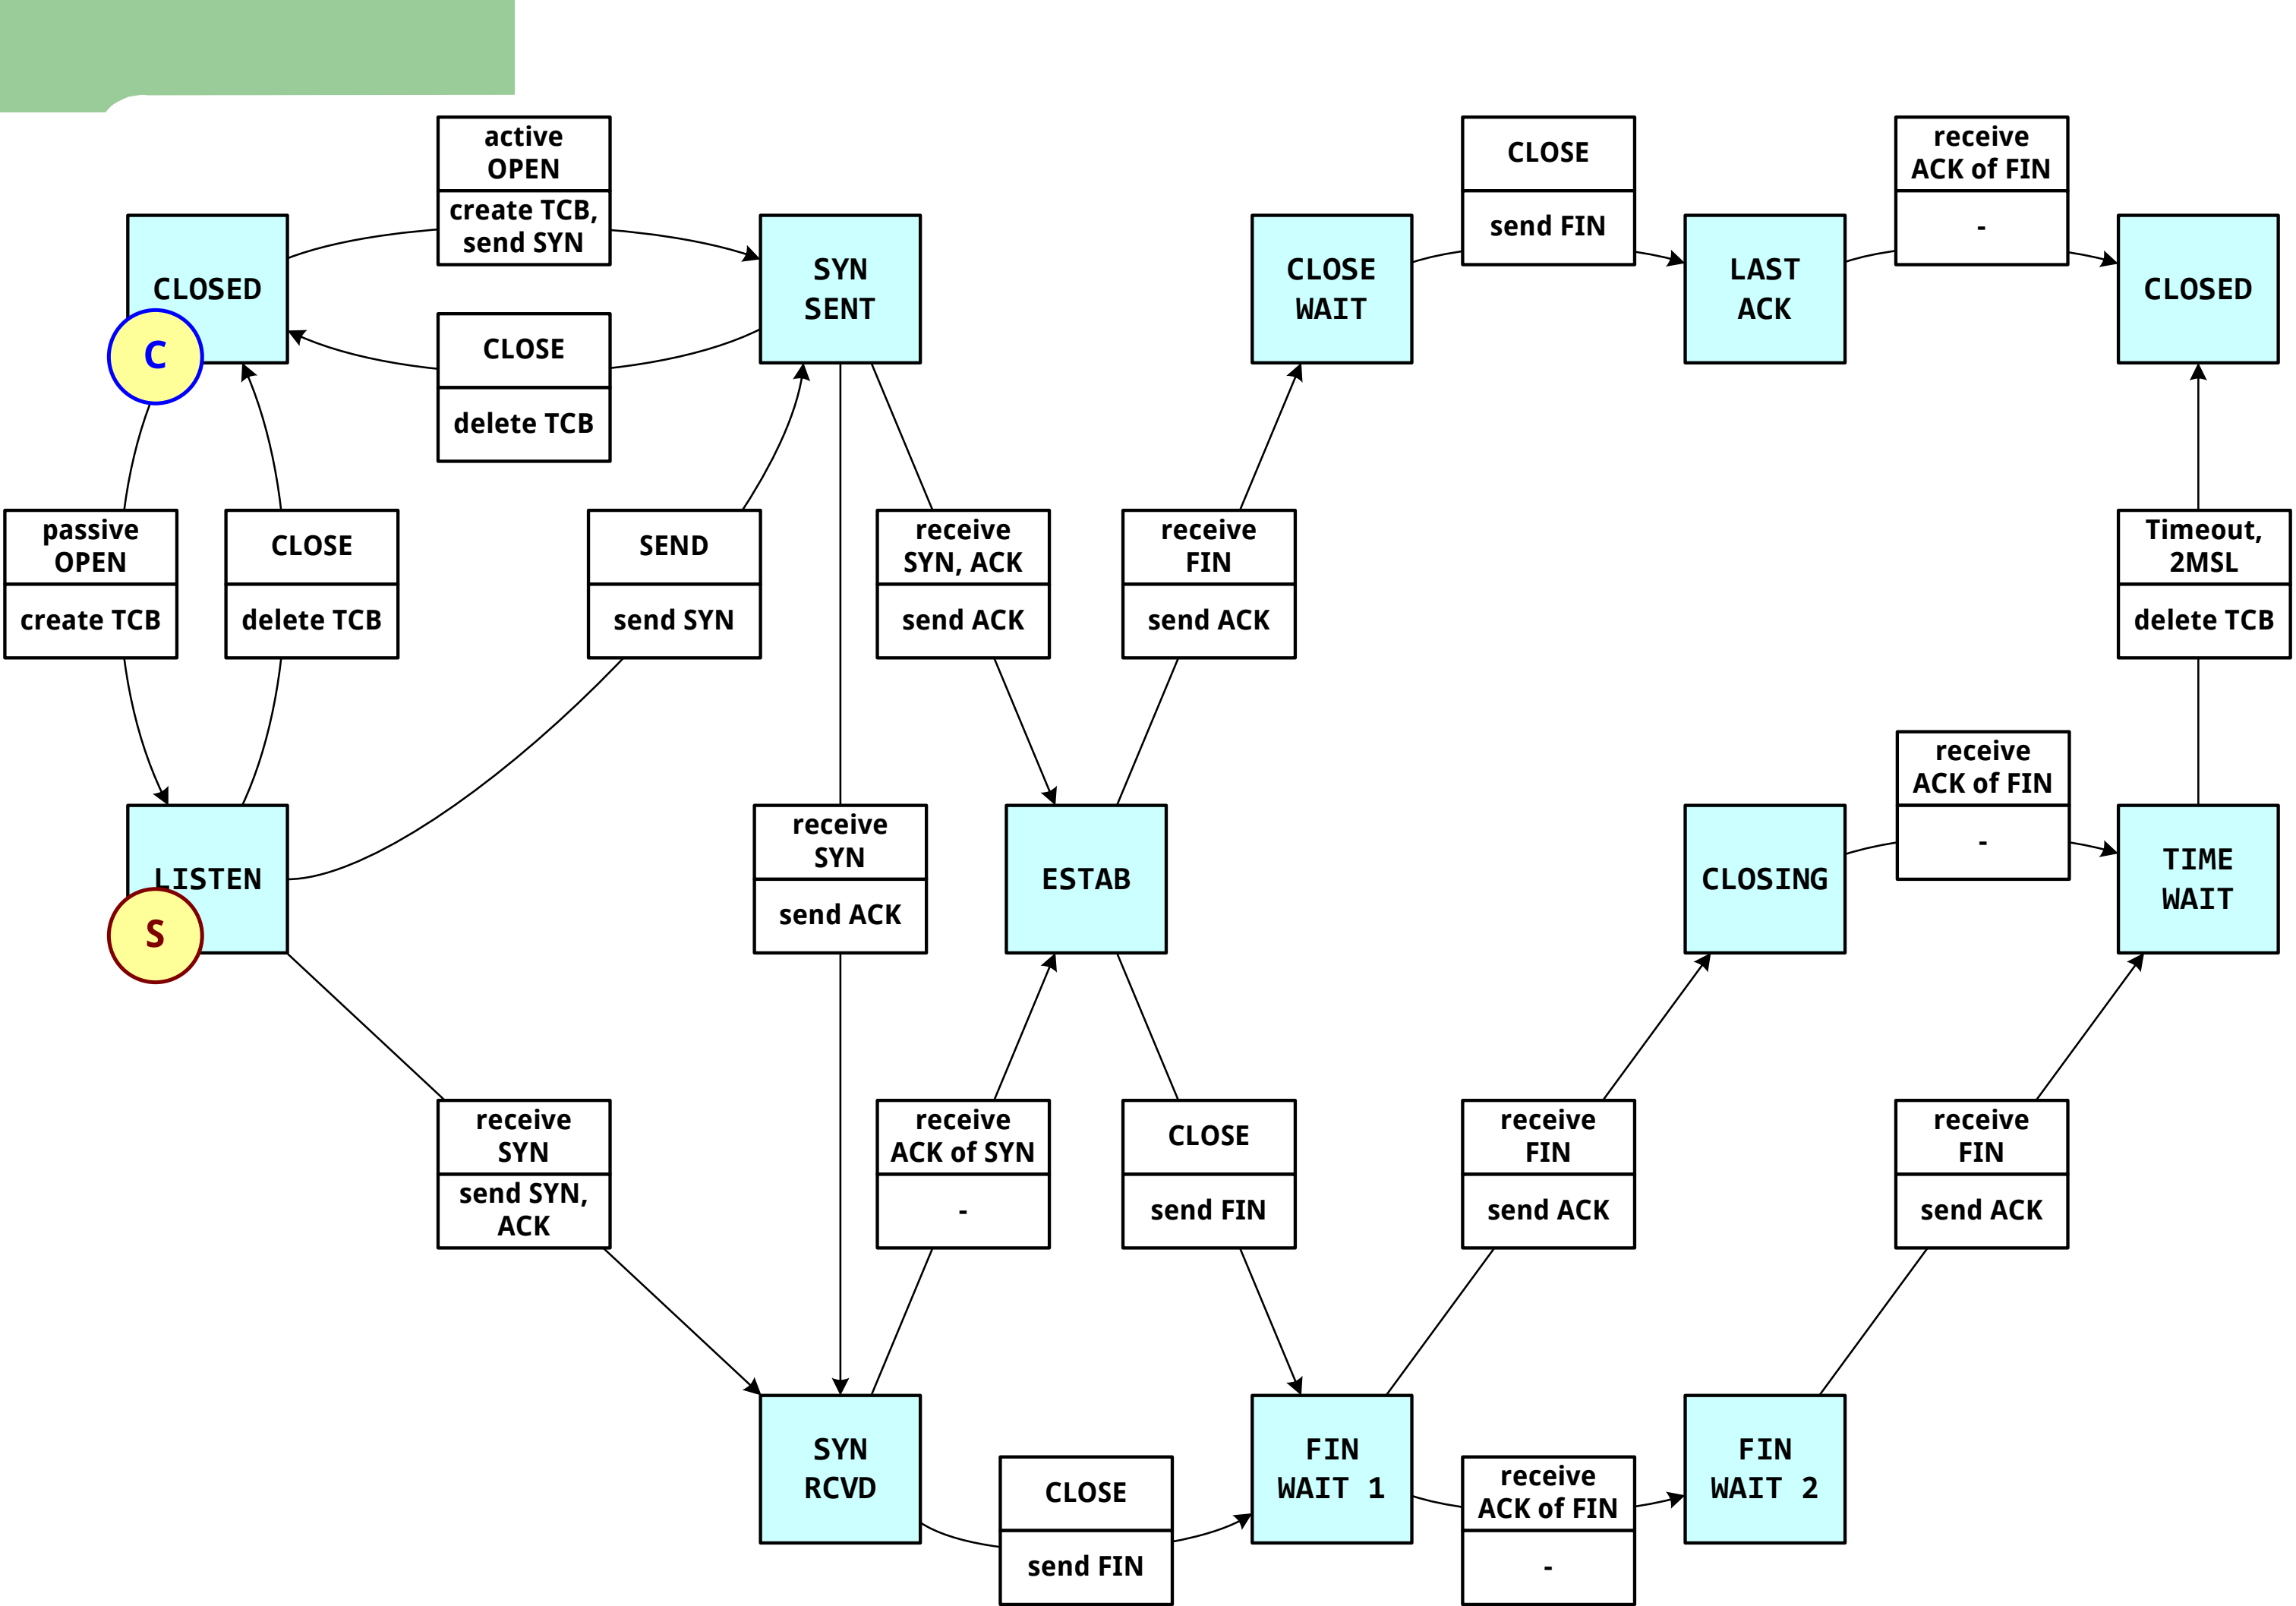 active
OPEN
create TCB,
send SYN
CLOSE
send FIN
receive
ACK of FIN
-
CLOSED
C
SYN
SENT
CLOSE
WAIT
LAST
ACK
CLOSED
CLOSE
delete TCB
passive
OPEN
create TCB
CLOSE
delete TCB
SEND
send SYN
receive
SYN, ACK
send ACK
receive
FIN
send ACK
Timeout,
2MSL
delete TCB
LISTEN
S
receive
SYN
send ACK
ESTAB
CLOSING
receive
ACK of FIN
-
TIME
WAIT
receive
SYN
send SYN,
ACK
receive
ACK of SYN
-
CLOSE
send FIN
receive
FIN
send ACK
receive
FIN
send ACK
SYN
RCVD
CLOSE
send FIN
FIN
WAIT 1
receive
ACK of FIN
-
FIN
WAIT 2